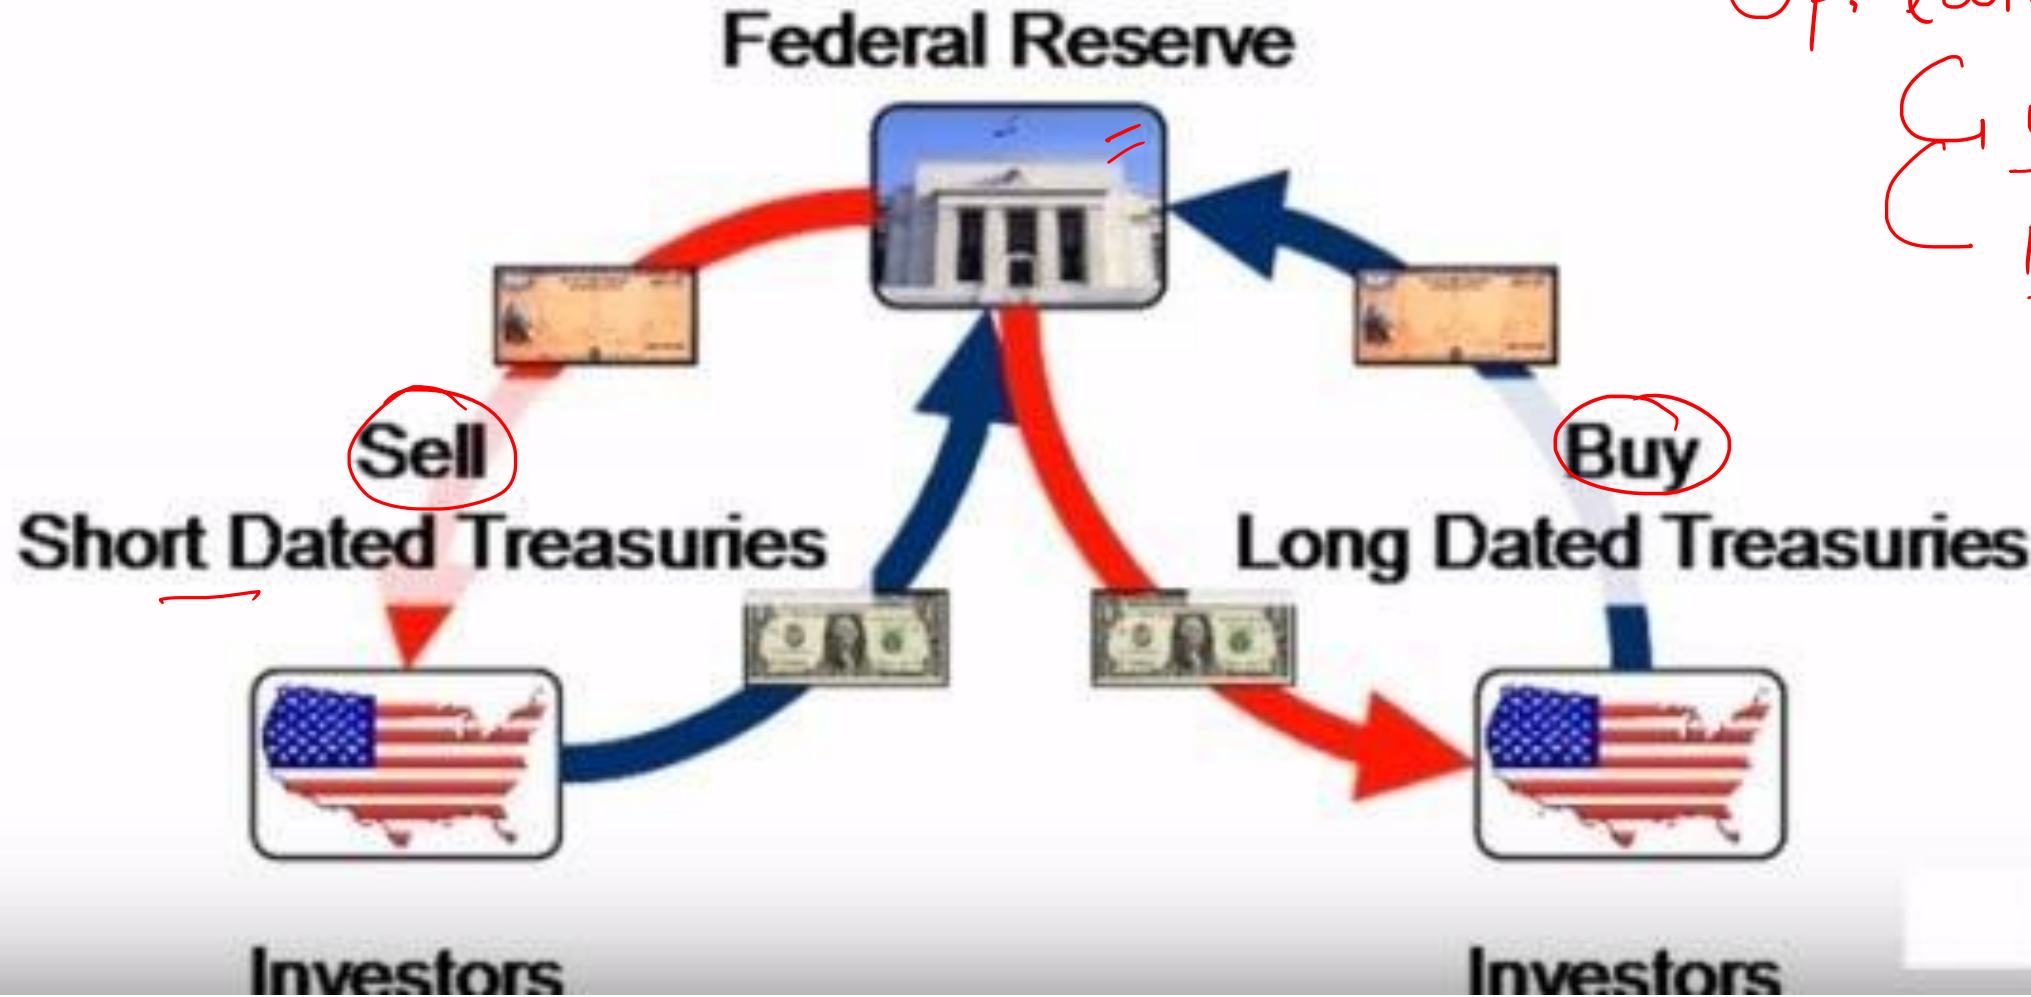 Federal Reserve
Sell
Buy
Short Dated Treasuries
Long Dated Treasuries
Investors
Investors